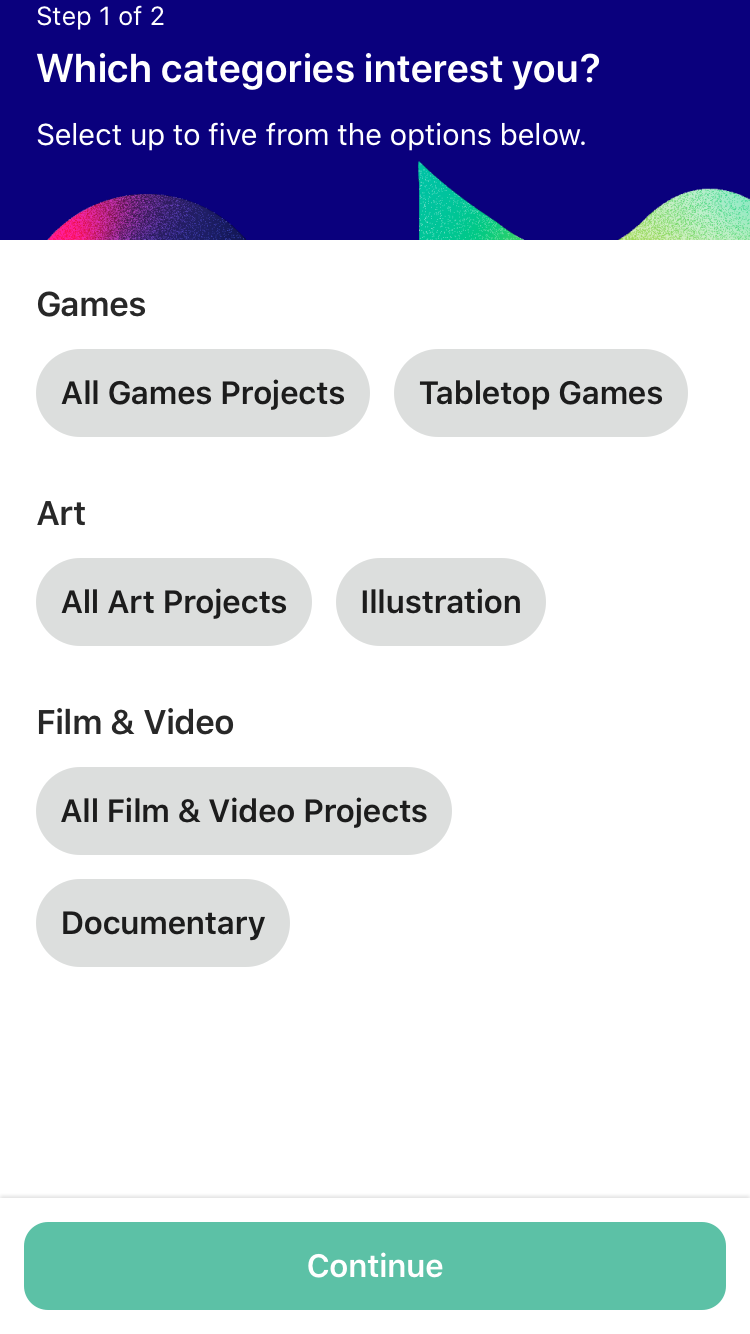 Step 1 of 2
Which categories interest you?
Select up to five from the options below.
Games
All Games Projects
Tabletop Games
Art
All Art Projects
Illustration
Film & Video
All Film & Video Projects
Documentary
Continue